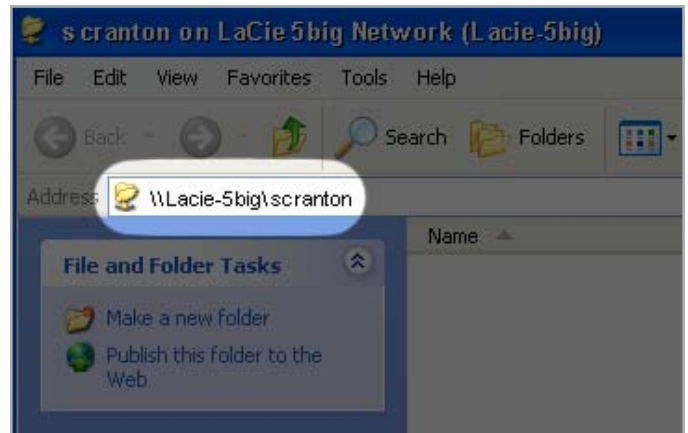 scranton on LaCie 5big Network (Lacie-5big)
File Edit View Favorites Tools Help
Back Search Folders
Address \\Lacie-5big\scranton
Name
File and Folder Tasks
Make a new folder
Publish this folder to the
Web